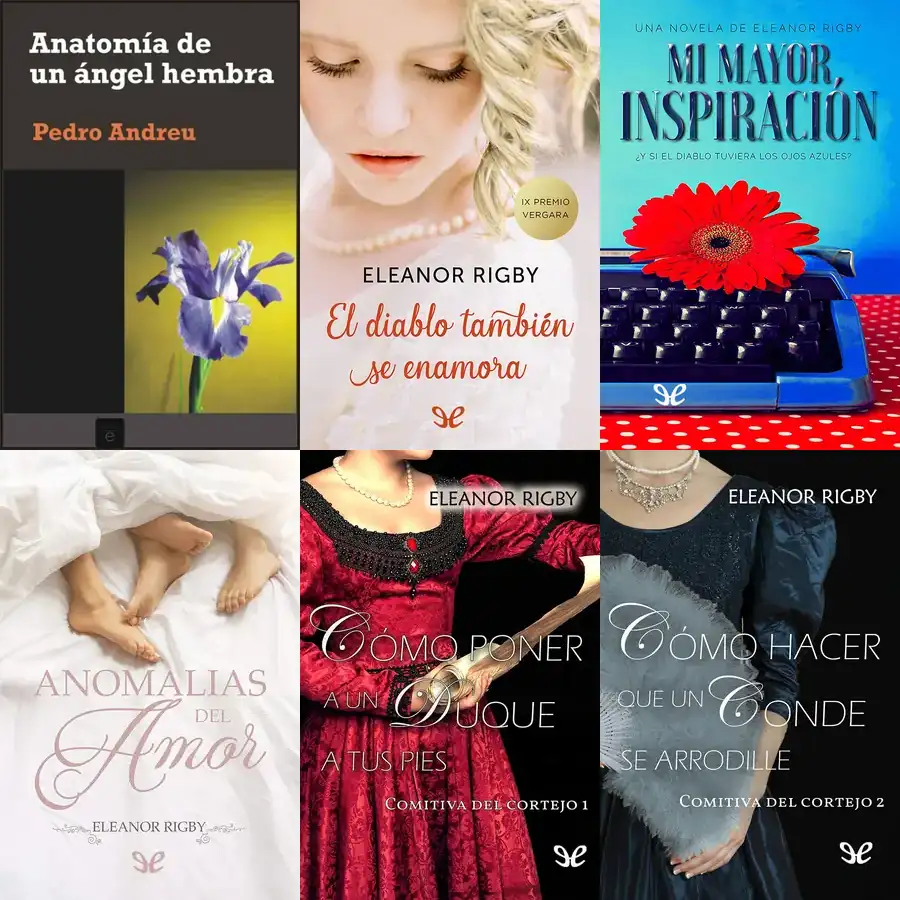 Anatomía de
un ángel hembra
Pedro Andreu
e
IX PREMIO
VERGARA
ELEANOR RIGBY
El diablo también
se enamora
UNA NOVELA DE ELEANOR RIGBY
MI MAYOR
INSPIRACIÓN
¿Y SI EL DIABLO TUVIERA LOS OJOS AZULES?
ANOMALIAS
DEL
Amor
ELEANOR RIGBY
ELEANOR RIGBY
CÓMO PONER
A UN DUQUE
A TUS PIES
COMITIVA DEL CORTEJO 1
ELEANOR RIGBY
CÓMO HACER
QUE UN CONDE
SE ARRODILLE
COMITIVA DEL CORTEJO 2